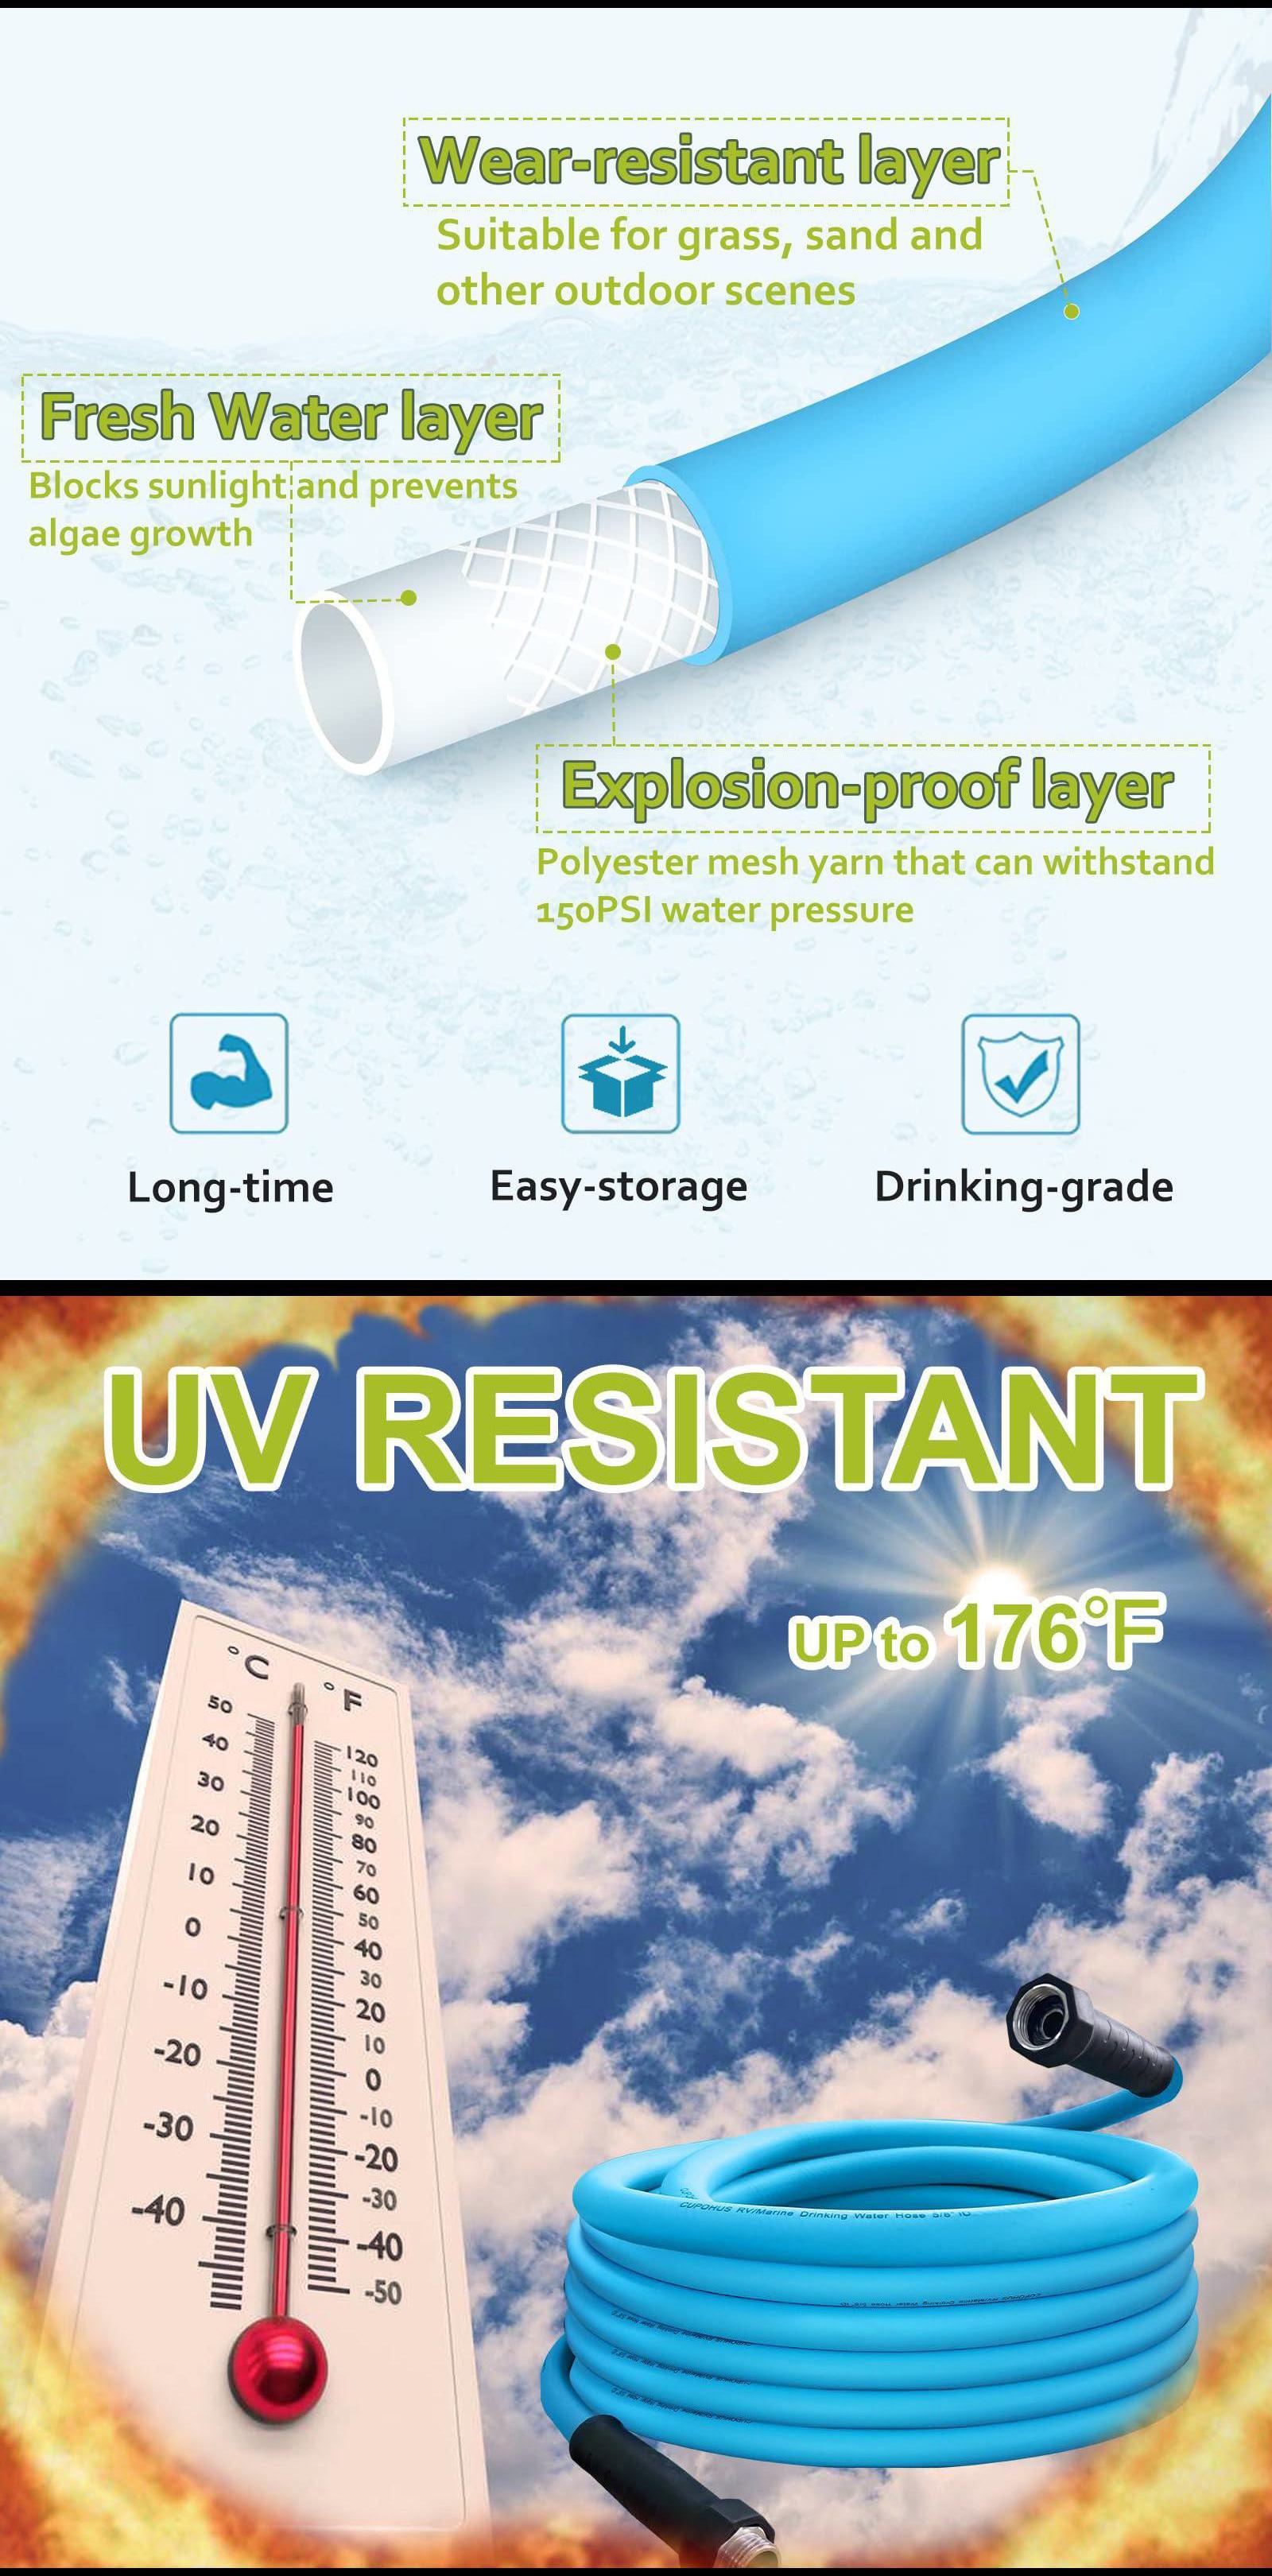 Wear-resistant layer
Suitable for grass, sand and
other outdoor scenes
Fresh Water layer
Blocks sunlight and prevents
algae growth
Explosion-proof layer
Polyester mesh yarn that can withstand
150PSI water pressure
Long-time
Easy-storage
Drinking-grade
UV RESISTANT
UP to 176°F
°C °F
50
40
30
20
10
0
-10
-20
-30
-40
120
110
100
90
80
70
60
50
40
30
20
10
0
-10
-20
-30
-40
-50
CUPOHUS RV/Marine Drinking Water Hose 5/8" ID